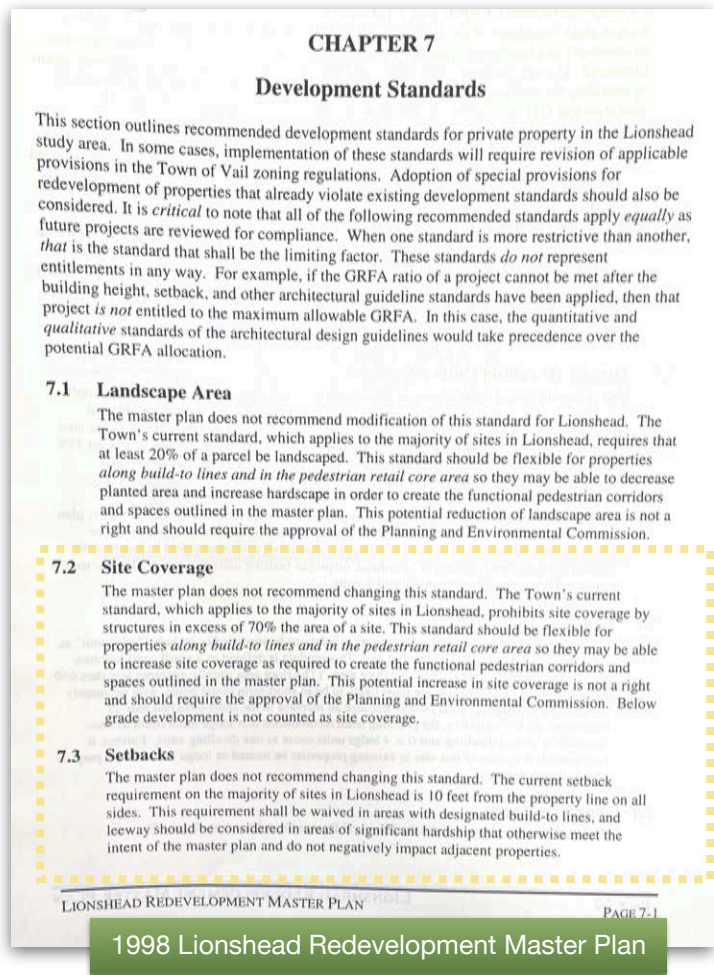 CHAPTER 7
Development Standards
This section outlines recommended development standards for private property in the Lionshead
study area. In some cases, implementation of these standards will require revision of applicable
provisions in the Town of Vail zoning regulations. Adoption of special provisions for
redevelopment of properties that already violate existing development standards should also be
considered. It is critical to note that all of the following recommended standards apply equally as
future projects are reviewed for compliance. When one standard is more restrictive than another,
that is the standard that shall be the limiting factor. These standards do not represent
entitlements in any way. For example, if the GRFA ratio of a project cannot be met after the
building height, setback, and other architectural guideline standards have been applied, then that
project is not entitled to the maximum allowable GRFA. In this case, the quantitative and
qualitative standards of the architectural design guidelines would take precedence over the
potential GRFA allocation.
7.1 Landscape Area
The master plan does not recommend modification of this standard for Lionshead. The
Town's current standard, which applies to the majority of sites in Lionshead, requires that
at least 20% of a parcel be landscaped. This standard should be flexible for properties
along build-to lines and in the pedestrian retail core area so they may be able to decrease
planted area and increase hardscape in order to create the functional pedestrian corridors
and spaces outlined in the master plan. This potential reduction of landscape area is not a
right and should require the approval of the Planning and Environmental Commission.
7.2 Site Coverage
The master plan does not recommend changing this standard. The Town's current
standard, which applies to the majority of sites in Lionshead, prohibits site coverage by
structures in excess of 70% the area of a site. This standard should be flexible for
properties along build-to lines and in the pedestrian retail core area so they may be able
to increase site coverage as required to create the functional pedestrian corridors and
spaces outlined in the master plan. This potential increase in site coverage is not a right
and should require the approval of the Planning and Environmental Commission. Below
grade development is not counted as site coverage.
7.3 Setbacks
The master plan does not recommend changing this standard. The current setback
requirement on the majority of sites in Lionshead is 10 feet from the property line on all
sides. This requirement shall be waived in areas with designated build-to lines, and
leeway should be considered in areas of significant hardship that otherwise meet the
intent of the master plan and do not negatively impact adjacent properties.
LIONSHEAD REDEVELOPMENT MASTER PLAN
PAGE 7-1
1998 Lionshead Redevelopment Master Plan